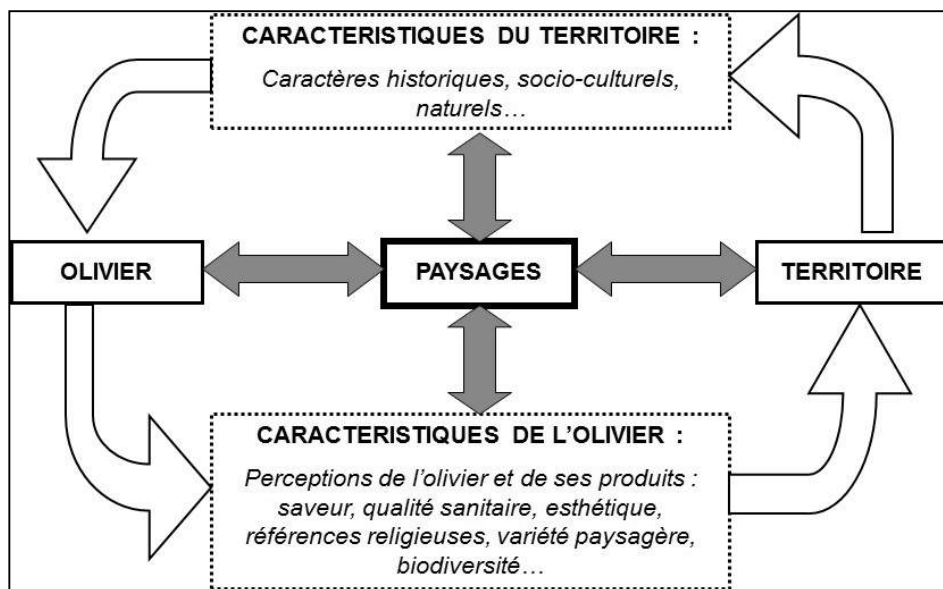 CARACTERISTIQUES DU TERRITOIRE :
Caractères historiques, socio-culturels,
naturels…
OLIVIER
PAYSAGES
TERRITOIRE
CARACTERISTIQUES DE L’OLIVIER :
Perceptions de l’olivier et de ses produits :
saveur, qualité sanitaire, esthétique,
références religieuses, variété paysagère,
biodiversité…